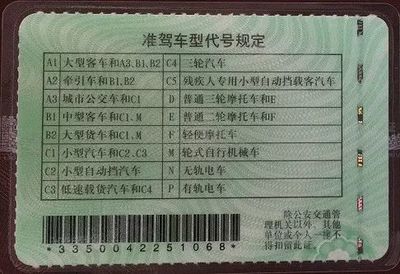 准驾车型代号规定
A1 大型客车和A3.B1.B2 C4 三轮汽车
A2 牵引车和B1.B2 C5 残疾人专用小型自动挡载客汽车
A3 城市公交车和C1 D 普通三轮摩托车和E
B1 中型客车和C1.M E 普通二轮摩托车和F
B2 大型货车和C1.M F 轻便摩托车
C1 小型汽车和C2.C3 M 轮式自行机械车
C2 小型自动挡汽车 N 无轨电车
C3 低速载货汽车和C4 P 有轨电车
*3350042251068*
除公安交通管
理机关以外，其他
单位或个人一律不
得扣留此证。